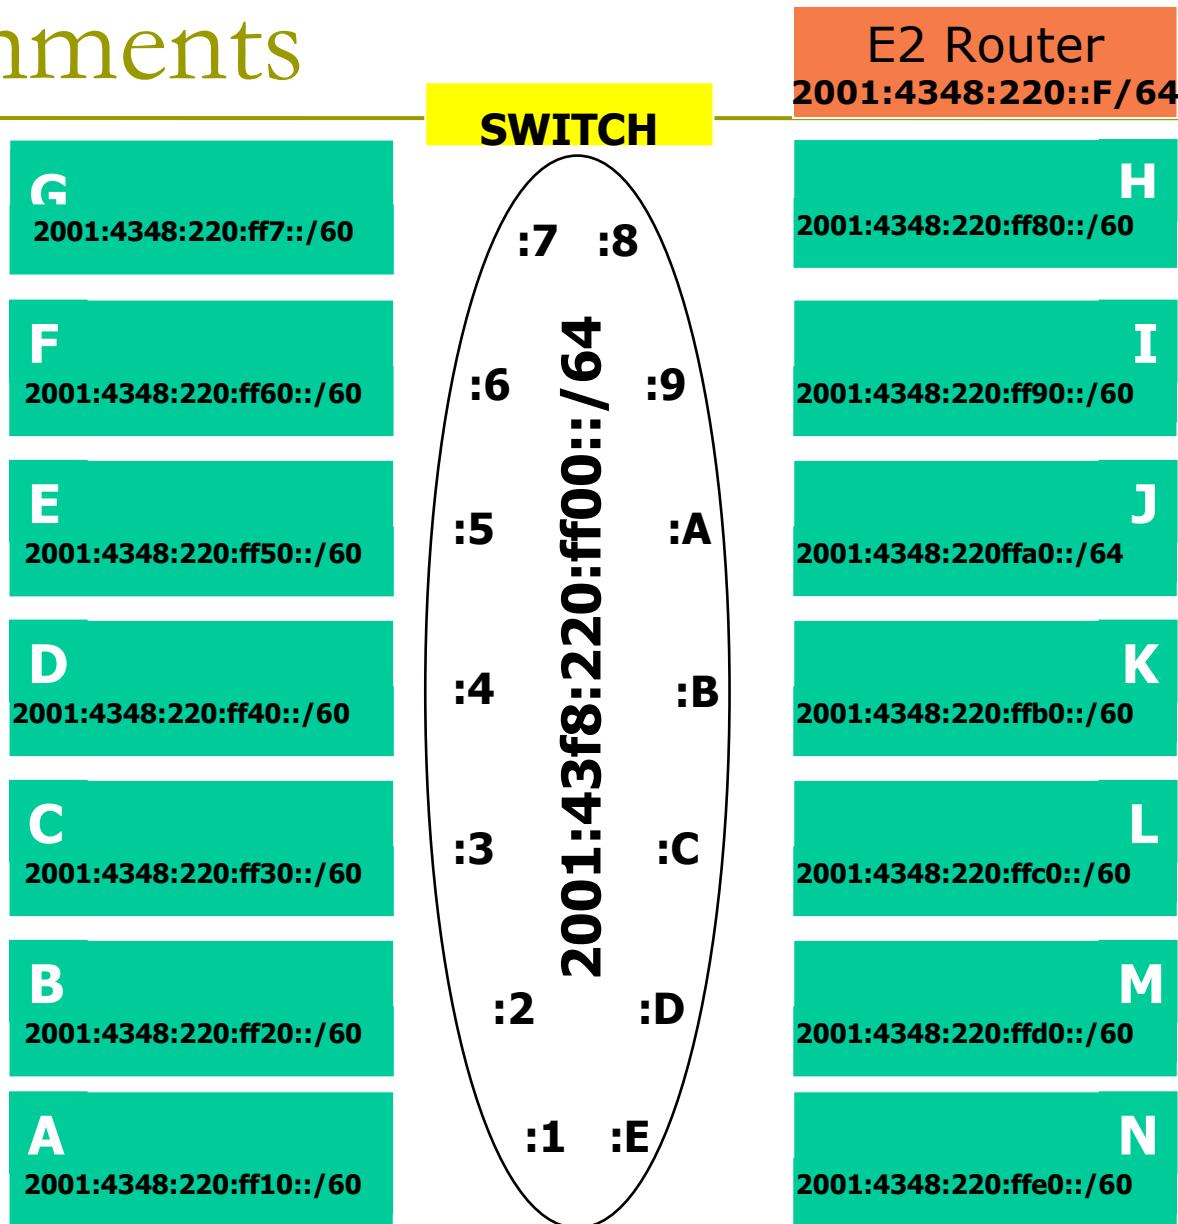 nments
E2 Router
2001:4348:220::F/64
SWITCH
G
2001:4348:220:ff7::/60
F
2001:4348:220:ff60::/60
E
2001:4348:220:ff50::/60
D
2001:4348:220:ff40::/60
C
2001:4348:220:ff30::/60
B
2001:4348:220:ff20::/60
A
2001:4348:220:ff10::/60
:7 :8
:6 :9
:5 :A
:4 :B
:3 :C
:2 :D
:1 :E
2001:43f8:220:ff00::/64
H
2001:4348:220:ff80::/60
I
2001:4348:220:ff90::/60
J
2001:4348:220ffa0::/64
K
2001:4348:220:ffb0::/60
L
2001:4348:220:ffc0::/60
M
2001:4348:220:ffd0::/60
N
2001:4348:220:ffe0::/60